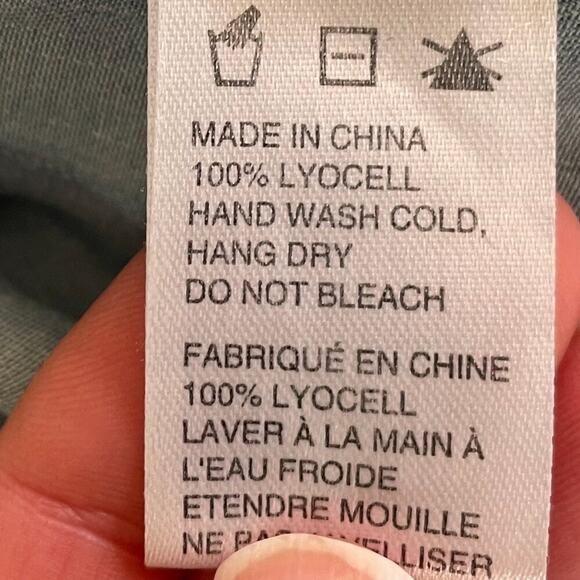 MADE IN CHINA
100% LYOCELL
HAND WASH COLD,
HANG DRY
DO NOT BLEACH
FABRIQUÉ EN CHINE
100% LYOCELL
LAVER À LA MAIN À
L'EAU FROIDE
ETENDRE MOUILLE
NE